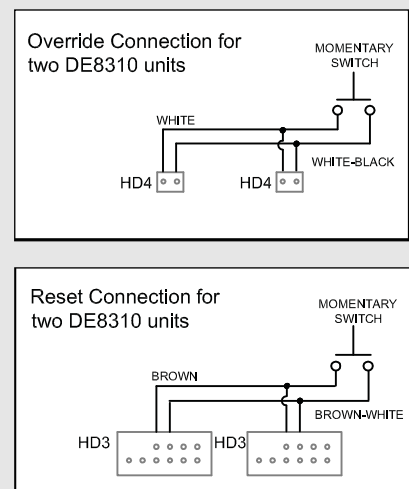 Override Connection for
two DE8310 units
MOMENTARY
SWITCH
WHITE
WHITE-BLACK
HD4
HD4
Reset Connection for
two DE8310 units
MOMENTARY
SWITCH
BROWN
BROWN-WHITE
HD3
HD3